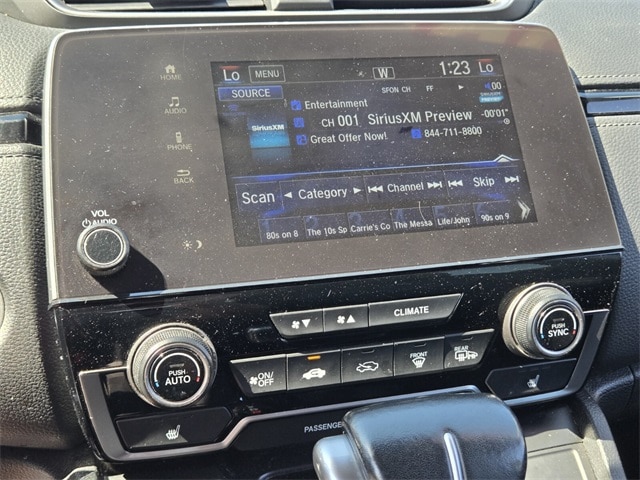 Lo MENU W 1:23 Lo
HOME
SOURCE
SFON CH FF
00
AUDIO
Entertainment
SiriusXM
CH 001 SiriusXM Preview
-00'01"
Great Offer Now!
844-711-8800
PHONE
BACK
Scan Category Channel Skip
80s on 8 The 10s Sp Carrie's Co The Messa Life/John 90s on 9
VOL
AUDIO
CLIMATE
PUSH
AUTO
ON/
OFF
FRONT
REAR
PUSH
SYNC
PASSENGER